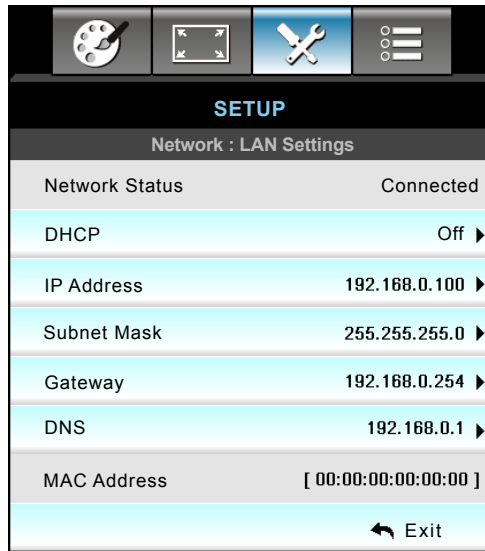 SETUP
Network : LAN Settings
Network Status Connected
DHCP Off
IP Address 192.168.0.100
Subnet Mask 255.255.255.0
Gateway 192.168.0.254
DNS 192.168.0.1
MAC Address [ 00:00:00:00:00:00 ]
Exit